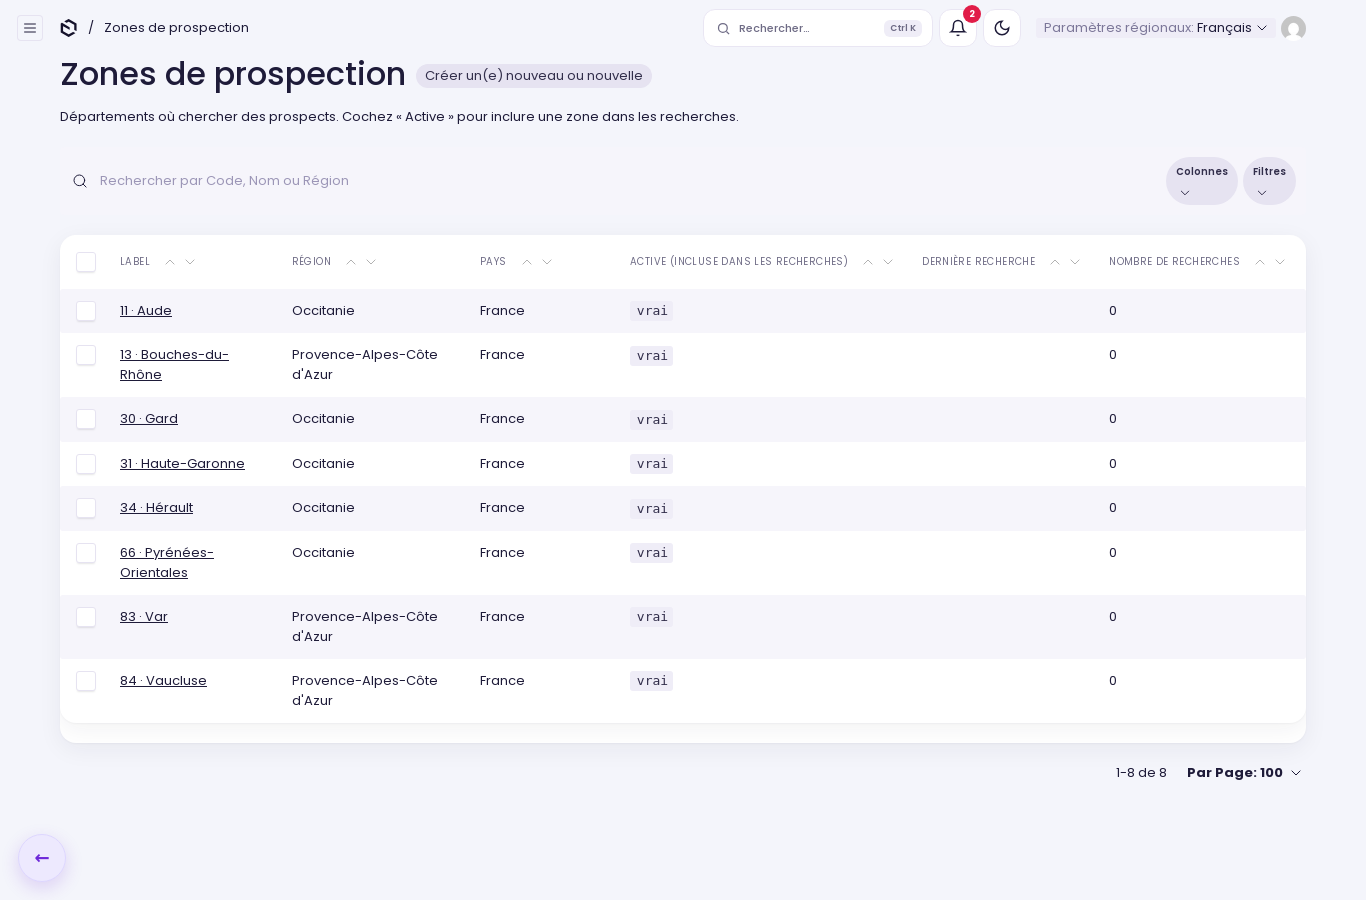 / Zones de prospection
Rechercher...
Ctrl K
2
Paramètres régionaux: Français
Zones de prospection
Créer un(e) nouveau ou nouvelle
Départements où chercher des prospects. Cochez « Active » pour inclure une zone dans les recherches.
Rechercher par Code, Nom ou Région
Colonnes
Filtres
LABEL RÉGION PAYS ACTIVE (INCLUSE DANS LES RECHERCHES) DERNIÈRE RECHERCHE NOMBRE DE RECHERCHES
11 · Aude Occitanie France vrai 0
13 · Bouches-du-Rhône Provence-Alpes-Côte d'Azur France vrai 0
30 · Gard Occitanie France vrai 0
31 · Haute-Garonne Occitanie France vrai 0
34 · Hérault Occitanie France vrai 0
66 · Pyrénées-Orientales Occitanie France vrai 0
83 · Var Provence-Alpes-Côte d'Azur France vrai 0
84 · Vaucluse Provence-Alpes-Côte d'Azur France vrai 0
1-8 de 8 Par Page: 100